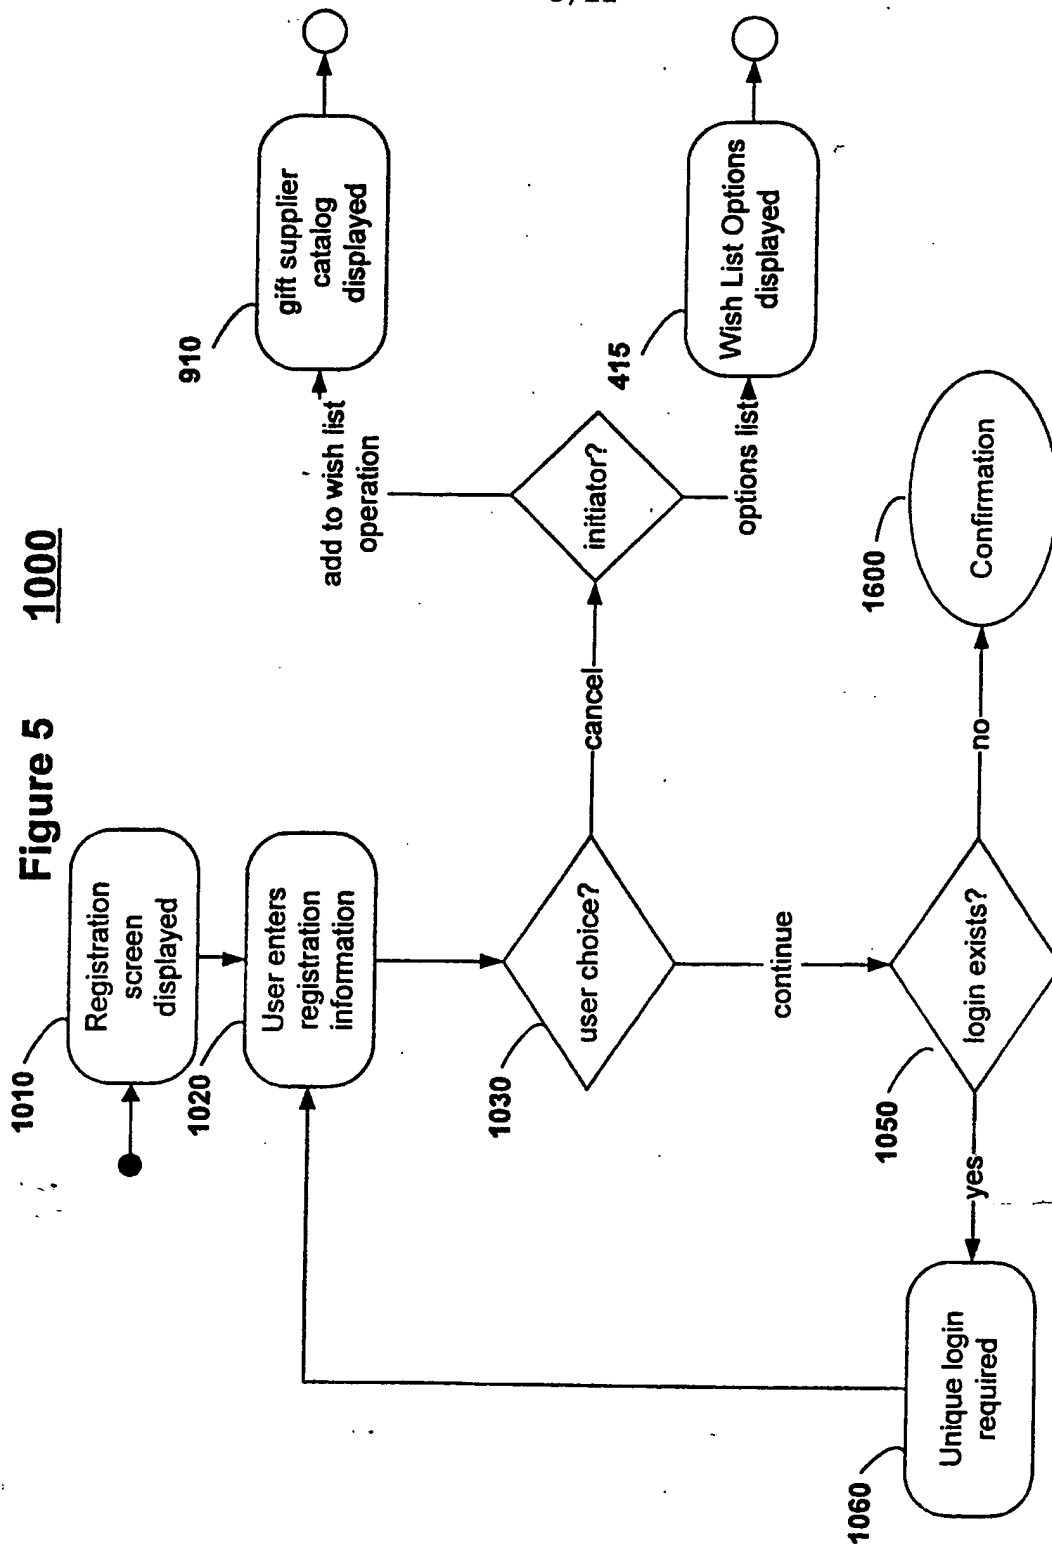 Figure 5
1000
1010
Registration
screen
displayed
1020
User enters
registration
information
1030
user choice?
cancel
initiator?
add to wish list
operation
910
gift supplier
catalog
displayed
options list
415
Wish List Options
displayed
continue
1050
login exists?
no
1600
Confirmation
yes
1060
Unique login
required